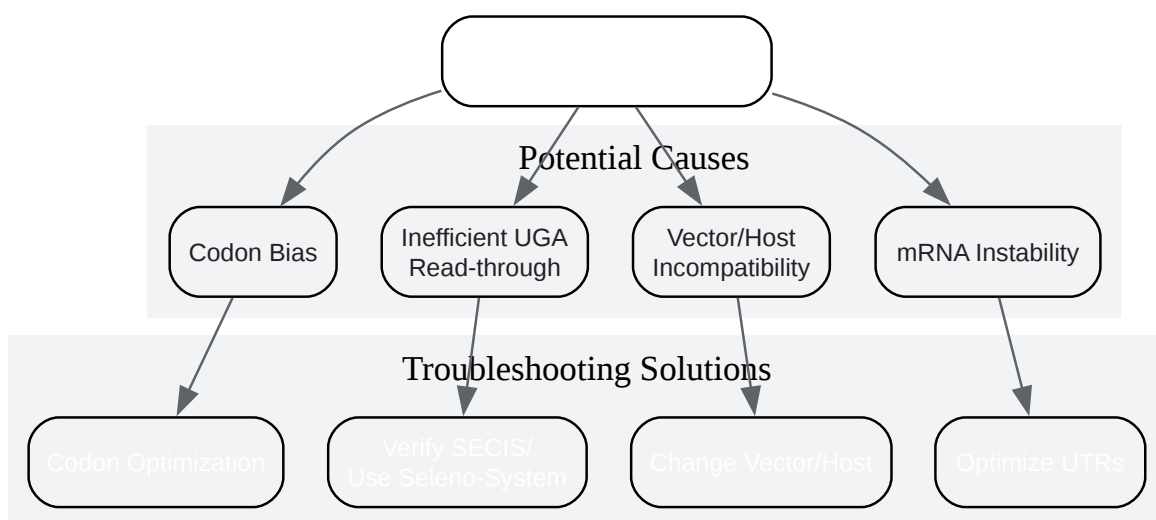 Potential Causes
Codon Bias
Inefficient UGA
Read-through
Vector/Host
Incompatibility
mRNA Instability
Troubleshooting Solutions
Codon Optimization
Verify SECIS/
Use Seleno-System
Change Vector/Host
Optimize UTRs